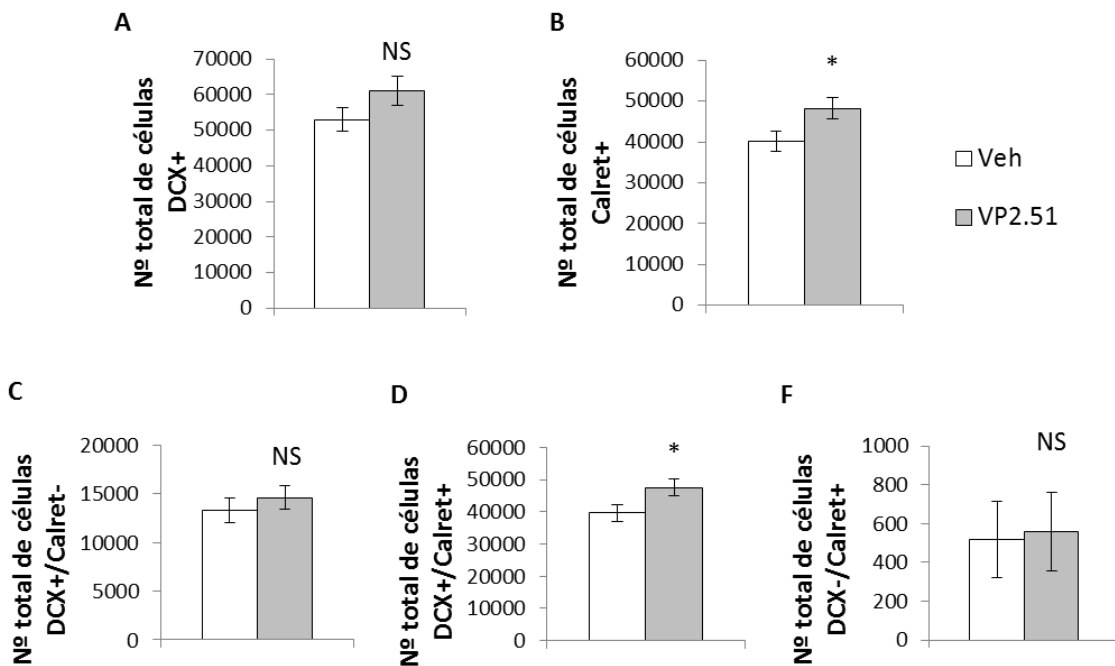 A
NS
Nº total de células
DCX+
70000
60000
50000
40000
30000
20000
10000
0
B
*
Nº total de células
Calret+
60000
50000
40000
30000
20000
10000
0
Veh
VP2.51
C
NS
Nº total de células
DCX+/Calret-
20000
15000
10000
5000
0
D
*
Nº total de células
DCX+/Calret+
60000
50000
40000
30000
20000
10000
0
F
NS
Nº total de células
DCX-/Calret+
1000
800
600
400
200
0